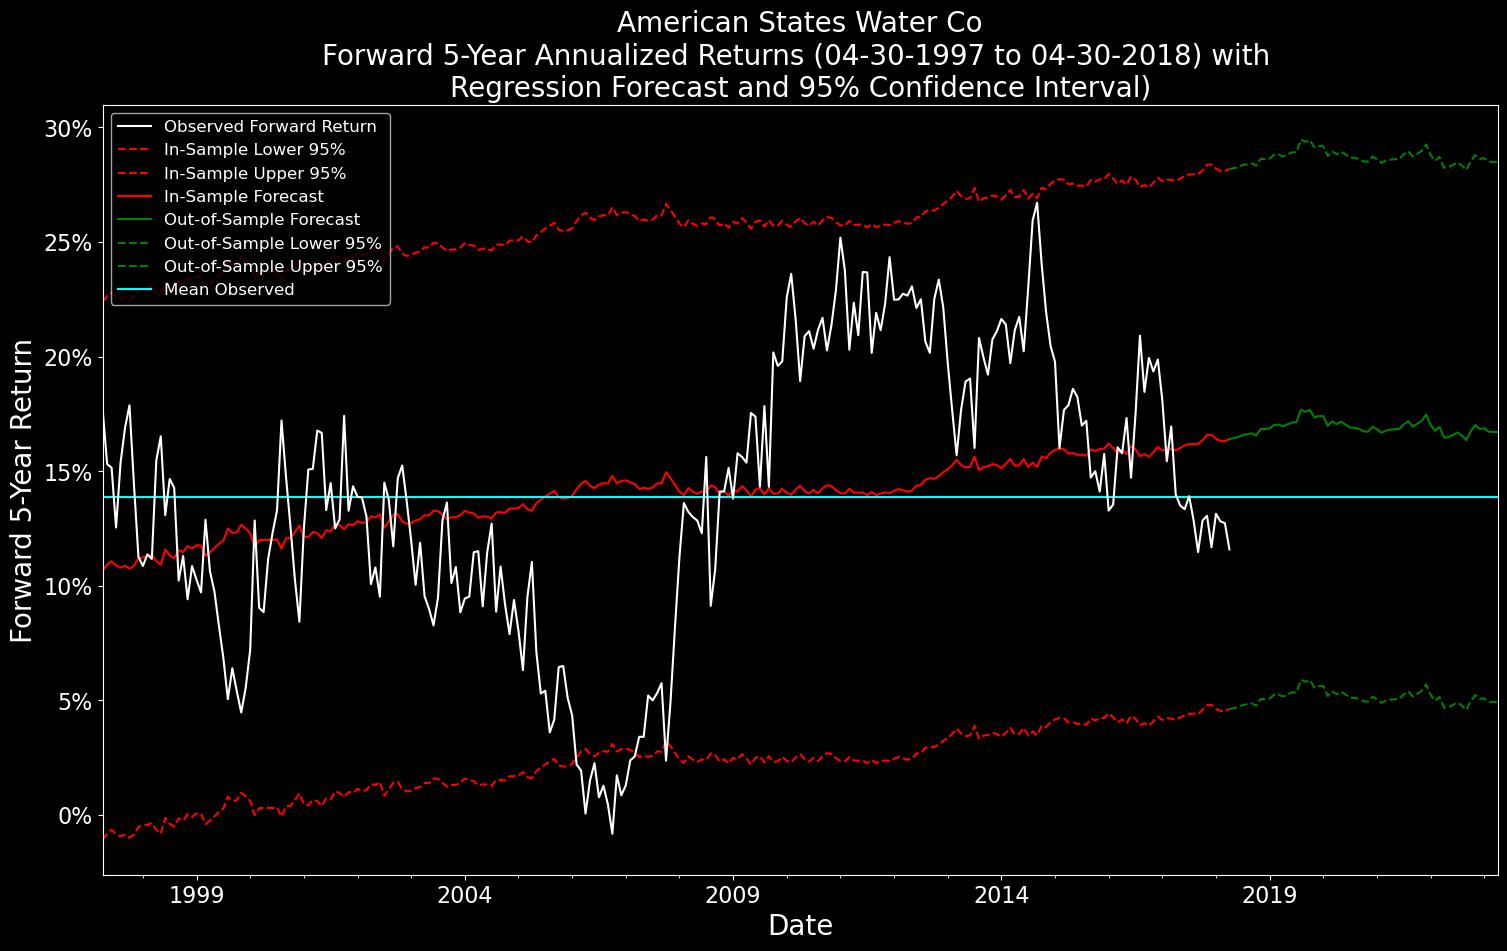 American States Water Co
Forward 5-Year Annualized Returns (04-30-1997 to 04-30-2018) with
Regression Forecast and 95% Confidence Interval)
Observed Forward Return
In-Sample Lower 95%
In-Sample Upper 95%
In-Sample Forecast
Out-of-Sample Forecast
Out-of-Sample Lower 95%
Out-of-Sample Upper 95%
Mean Observed
Forward 5-Year Return
30%
25%
20%
15%
10%
5%
0%
1999
2004
2009
2014
2019
Date